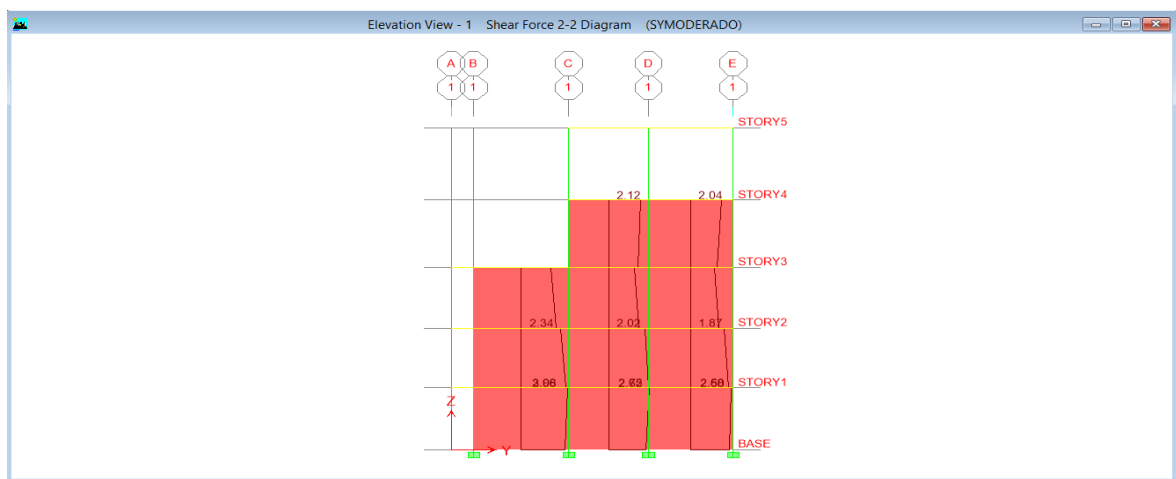 Elevation View - 1 Shear Force 2-2 Diagram (SYMODERADO)
A B C D E
1 1 1 1 1
STORY5
2.12 2.04 STORY4
STORY3
2.34 2.02 1.87 STORY2
STORY1
Z
BASE
Y